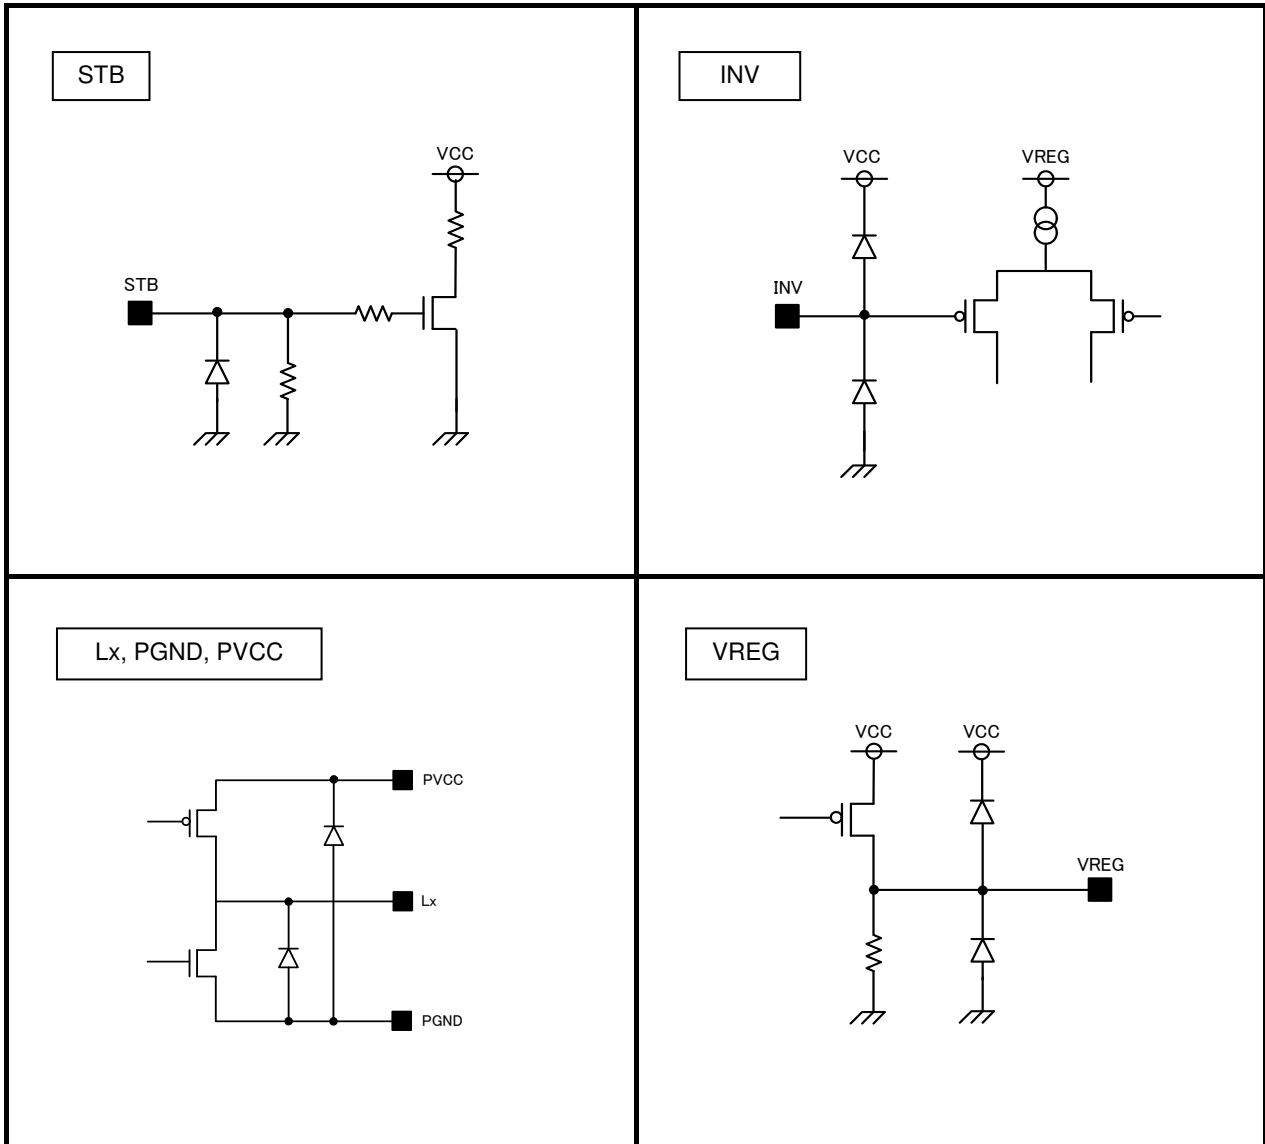 STB
VCC
STB
INV
VCC
VREG
INV
Lx, PGND, PVCC
PVCC
Lx
PGND
VREG
VCC
VCC
VREG